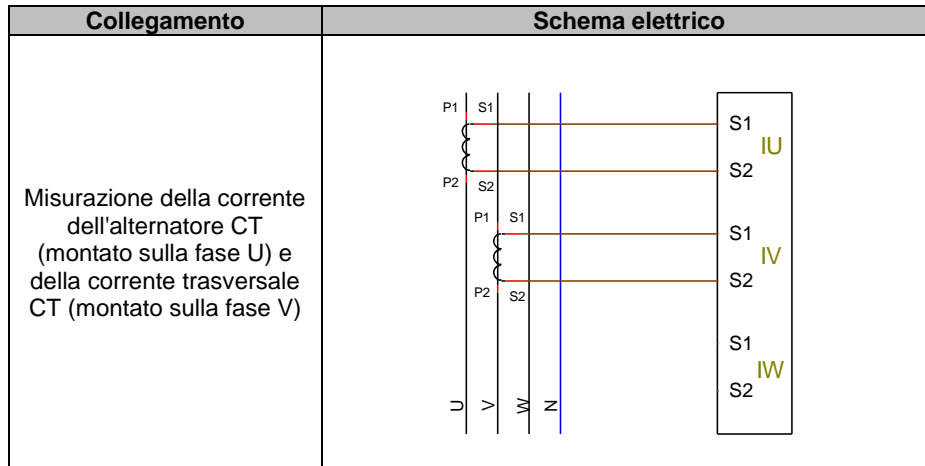 Collegamento
Schema elettrico
Misurazione della corrente
dell'alternatore CT
(montato sulla fase U) e
della corrente trasversale
CT (montato sulla fase V)
P1 S1
S1
IU
S2
P2 S2
P1 S1
S1
IV
S2
P2 S2
S1
IW
S2
U V W N